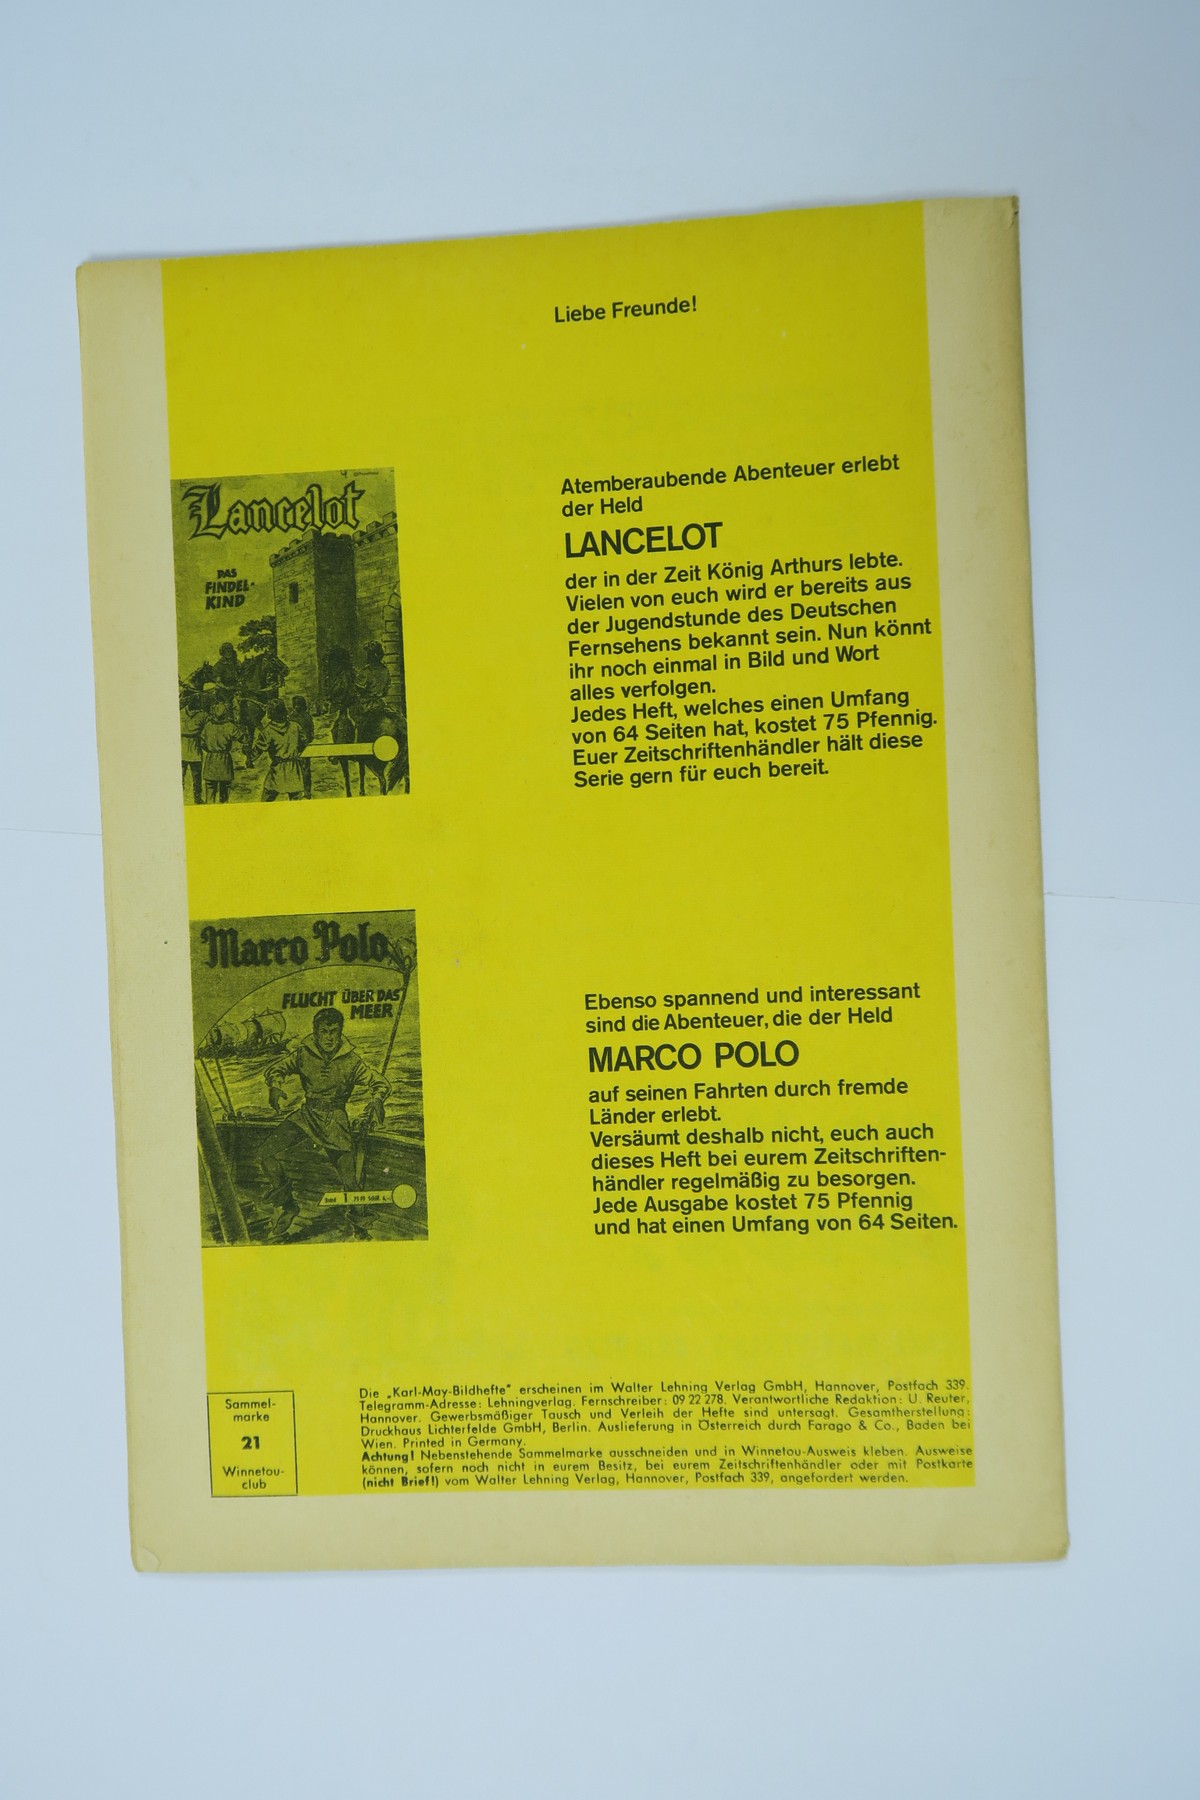 Liebe Freunde!
Lancelot
DAS
FINDEL-
KIND
Atemberaubende Abenteuer erlebt
der Held
LANCELOT
der in der Zeit König Arthurs lebte.
Vielen von euch wird er bereits aus
der Jugendstunde des Deutschen
Fernsehens bekannt sein. Nun könnt
ihr noch einmal in Bild und Wort
alles verfolgen.
Jedes Heft, welches einen Umfang
von 64 Seiten hat, kostet 75 Pfennig.
Euer Zeitschriftenhändler hält diese
Serie gern für euch bereit.
Marco Polo
FLUCHT ÜBER DAS
MEER
Band 1
Ebenso spannend und interessant
sind die Abenteuer, die der Held
MARCO POLO
auf seinen Fahrten durch fremde
Länder erlebt.
Versäumt deshalb nicht, euch auch
dieses Heft bei eurem Zeitschriften-
händler regelmäßig zu besorgen.
Jede Ausgabe kostet 75 Pfennig
und hat einen Umfang von 64 Seiten.
Sammel-
marke
21
Winnetou-
club
Die „Karl-May-Bildhefte" erscheinen im Walter Lehning Verlag GmbH, Hannover, Postfach 339.
Telegramm-Adresse: Lehningverlag. Fernschreiber: 09 22 278. Verantwortliche Redaktion: U. Reuter,
Hannover. Gewerbsmäßiger Tausch und Verleih der Hefte sind untersagt. Gesamtherstellung:
Druckhaus Lichterfelde GmbH, Berlin. Auslieferung in Österreich durch Farago & Co., Baden bei
Wien. Printed in Germany.
Achtung! Nebenstehende Sammelmarke ausschneiden und in Winnetou-Ausweis kleben. Ausweise
können, sofern noch nicht in eurem Besitz, bei eurem Zeitschriftenhändler oder mit Postkarte
(nicht Brief!) vom Walter Lehning Verlag, Hannover, Postfach 339, angefordert werden.